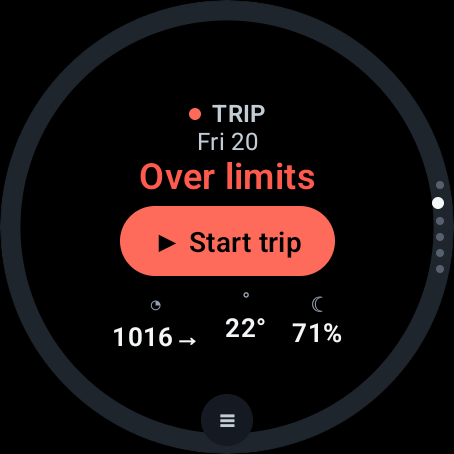 TRIP
Fri 20
Over limits
► Start trip
1016→ 22° 71%